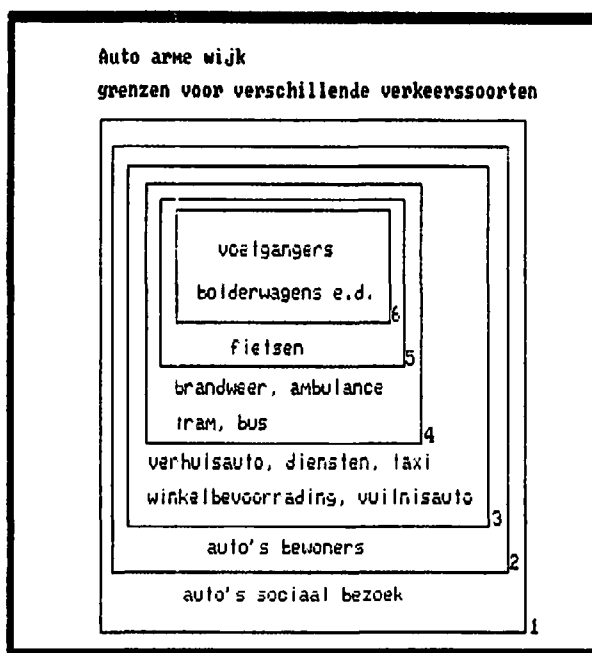 Auto arme wijk
grenzen voor verschillende verkeerssoorten
voetgangers
bolderwagens e.d.
6
fietsen
5
brandweer, ambulance
tram, bus
4
verhuisauto, diensten, taxi
winkelbevoorrading, vuilnisauto
3
auto's bewoners
2
auto's sociaal bezoek
1